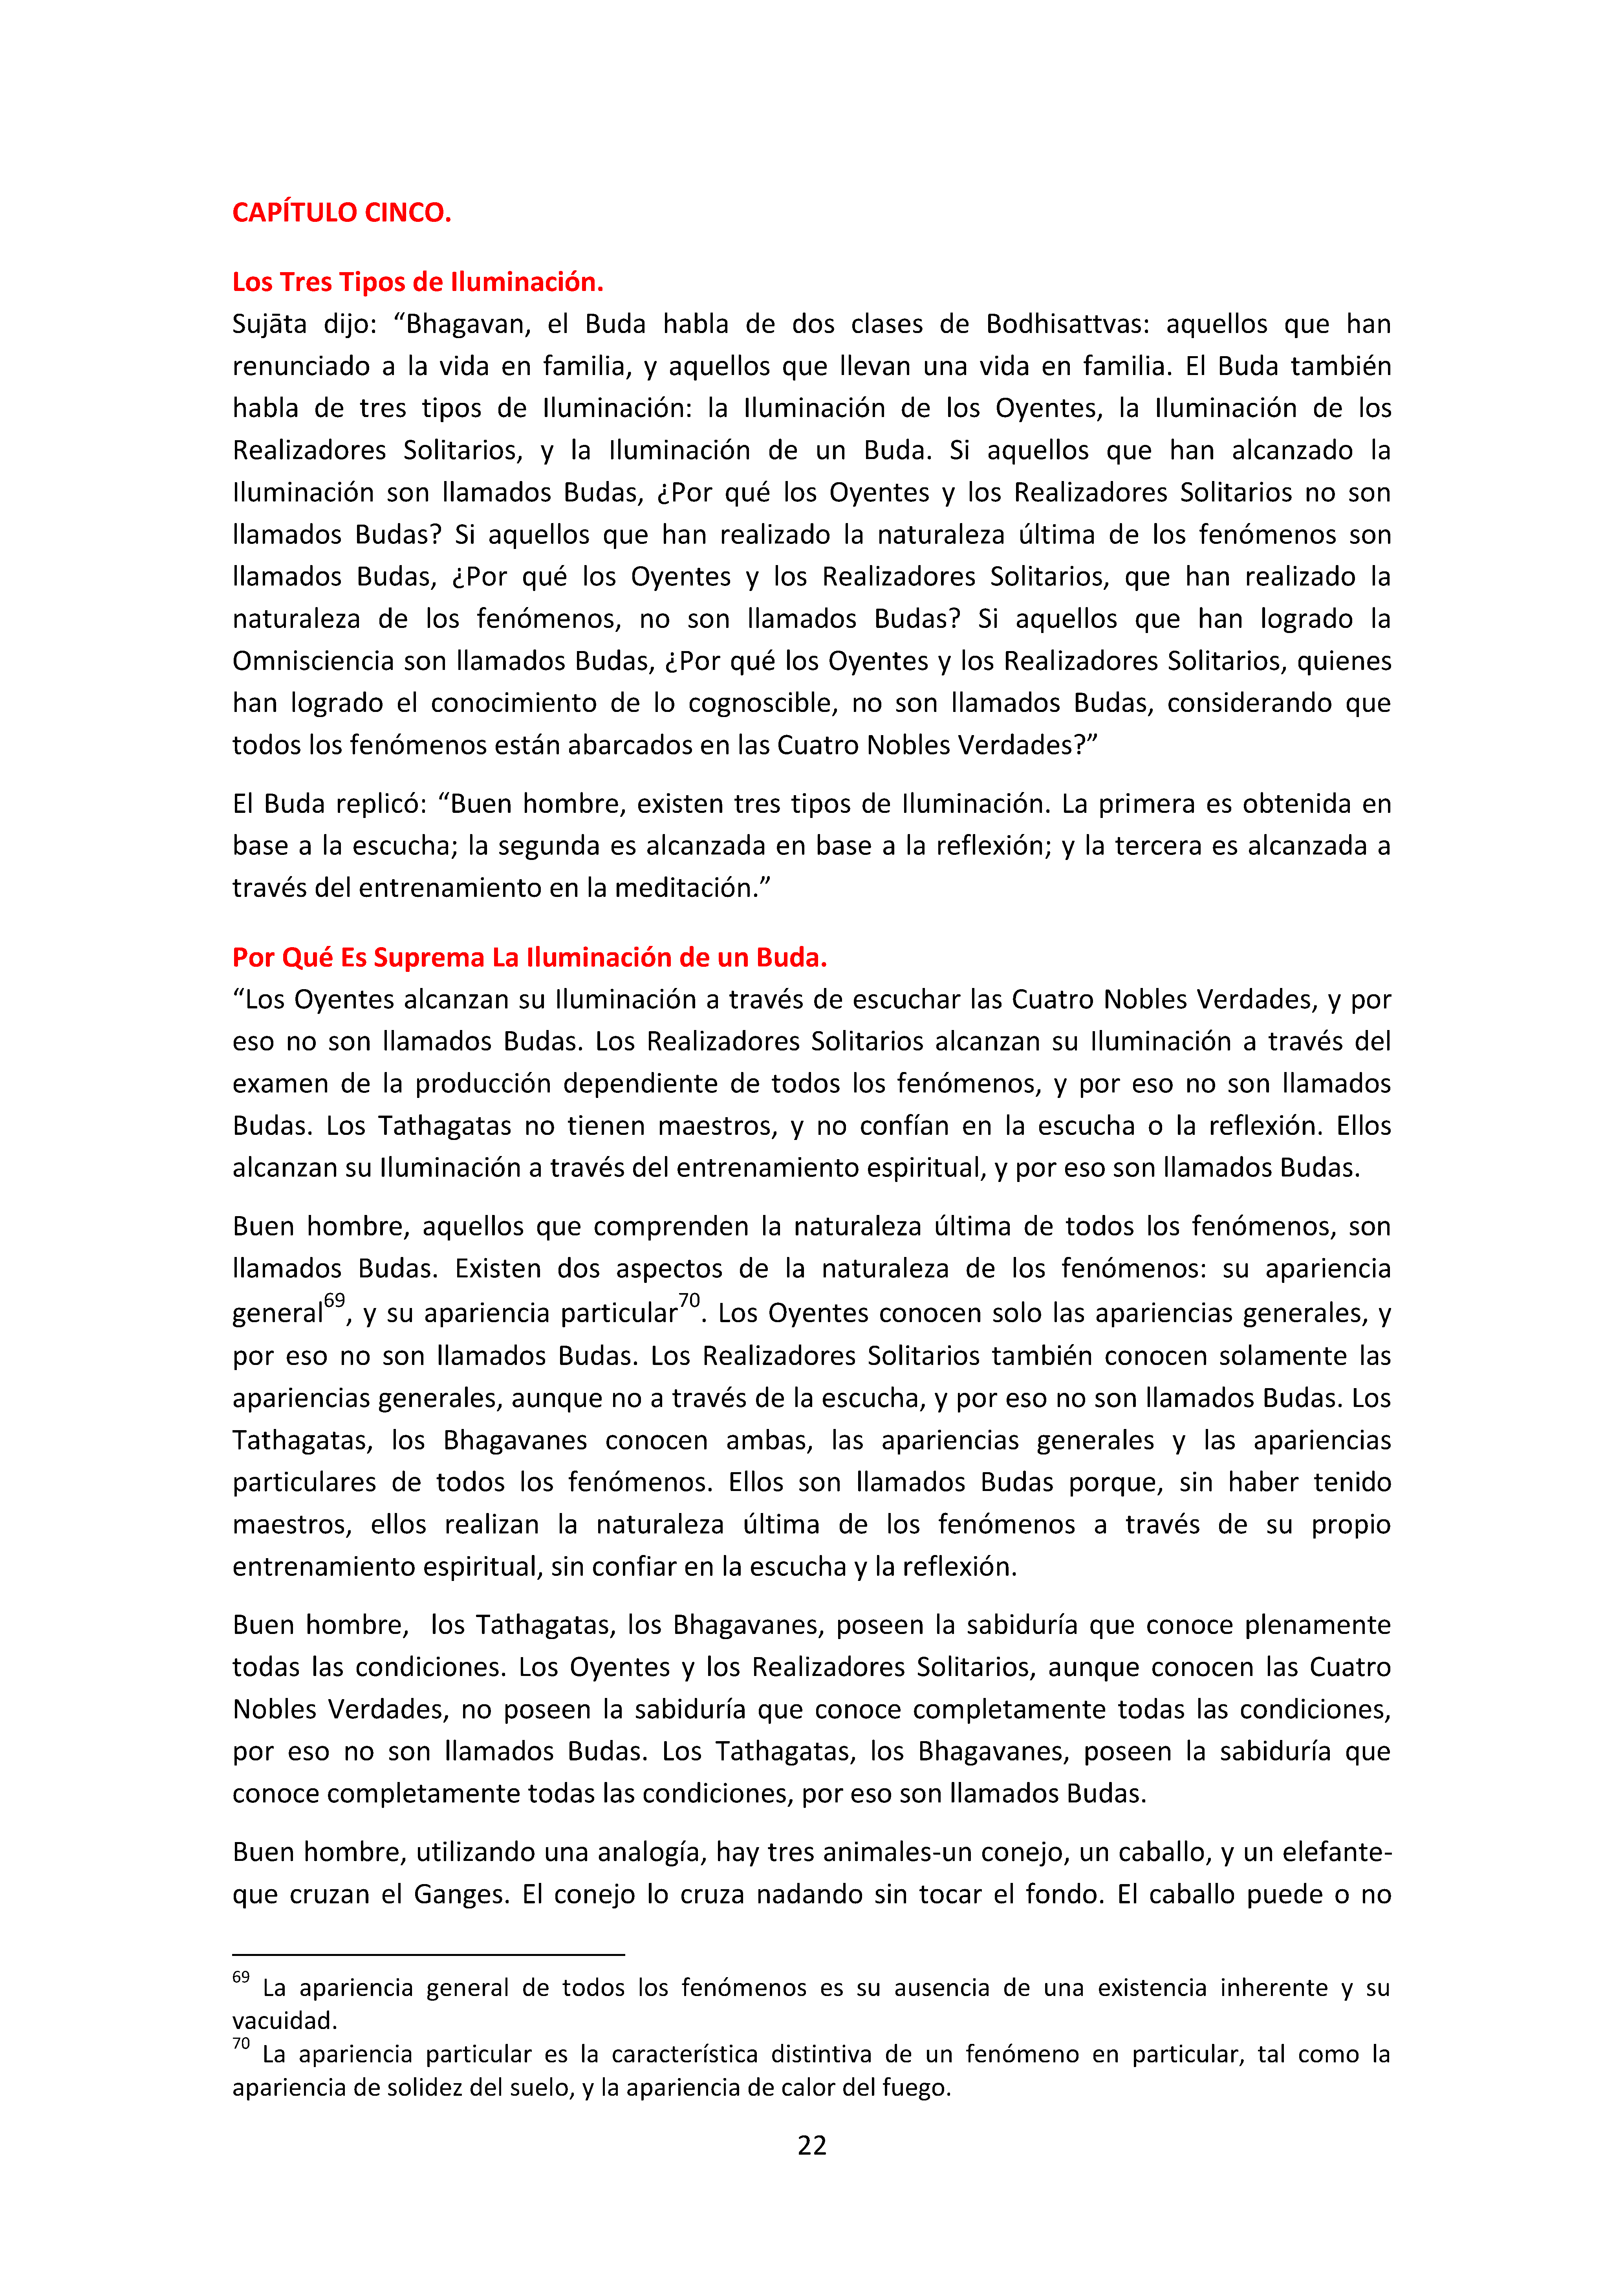 CAPÍTULO CINCO.
Los Tres Tipos de Iluminación.
Sujāta dijo: “Bhagavan, el Buda habla de dos clases de Bodhisattvas: aquellos que han
renunciado a la vida en familia, y aquellos que llevan una vida en familia. El Buda también
habla de tres tipos de Iluminación: la Iluminación de los Oyentes, la Iluminación de los
Realizadores Solitarios, y la Iluminación de un Buda. Si aquellos que han alcanzado la
Iluminación son llamados Budas, ¿Por qué los Oyentes y los Realizadores Solitarios no son
llamados Budas? Si aquellos que han realizado la naturaleza última de los fenómenos son
llamados Budas, ¿Por qué los Oyentes y los Realizadores Solitarios, que han realizado la
naturaleza de los fenómenos, no son llamados Budas? Si aquellos que han logrado la
Omnisciencia son llamados Budas, ¿Por qué los Oyentes y los Realizadores Solitarios, quienes
han logrado el conocimiento de lo cognoscible, no son llamados Budas, considerando que
todos los fenómenos están abarcados en las Cuatro Nobles Verdades?”
El Buda replicó: “Buen hombre, existen tres tipos de Iluminación. La primera es obtenida en
base a la escucha; la segunda es alcanzada en base a la reflexión; y la tercera es alcanzada a
través del entrenamiento en la meditación.”
Por Qué Es Suprema La Iluminación de un Buda.
“Los Oyentes alcanzan su Iluminación a través de escuchar las Cuatro Nobles Verdades, y por
eso no son llamados Budas. Los Realizadores Solitarios alcanzan su Iluminación a través del
examen de la producción dependiente de todos los fenómenos, y por eso no son llamados
Budas. Los Tathagatas no tienen maestros, y no confían en la escucha o la reflexión. Ellos
alcanzan su Iluminación a través del entrenamiento espiritual, y por eso son llamados Budas.
Buen hombre, aquellos que comprenden la naturaleza última de todos los fenómenos, son
llamados Budas. Existen dos aspectos de la naturaleza de los fenómenos: su apariencia
general69, y su apariencia particular70. Los Oyentes conocen solo las apariencias generales, y
por eso no son llamados Budas. Los Realizadores Solitarios también conocen solamente las
apariencias generales, aunque no a través de la escucha, y por eso no son llamados Budas. Los
Tathagatas, los Bhagavanes conocen ambas, las apariencias generales y las apariencias
particulares de todos los fenómenos. Ellos son llamados Budas porque, sin haber tenido
maestros, ellos realizan la naturaleza última de los fenómenos a través de su propio
entrenamiento espiritual, sin confiar en la escucha y la reflexión.
Buen hombre, los Tathagatas, los Bhagavanes, poseen la sabiduría que conoce plenamente
todas las condiciones. Los Oyentes y los Realizadores Solitarios, aunque conocen las Cuatro
Nobles Verdades, no poseen la sabiduría que conoce completamente todas las condiciones,
por eso no son llamados Budas. Los Tathagatas, los Bhagavanes, poseen la sabiduría que
conoce completamente todas las condiciones, por eso son llamados Budas.
Buen hombre, utilizando una analogía, hay tres animales-un conejo, un caballo, y un elefante-
que cruzan el Ganges. El conejo lo cruza nadando sin tocar el fondo. El caballo puede o no
69 La apariencia general de todos los fenómenos es su ausencia de una existencia inherente y su
vacuidad.
70 La apariencia particular es la característica distintiva de un fenómeno en particular, tal como la
apariencia de solidez del suelo, y la apariencia de calor del fuego.
22